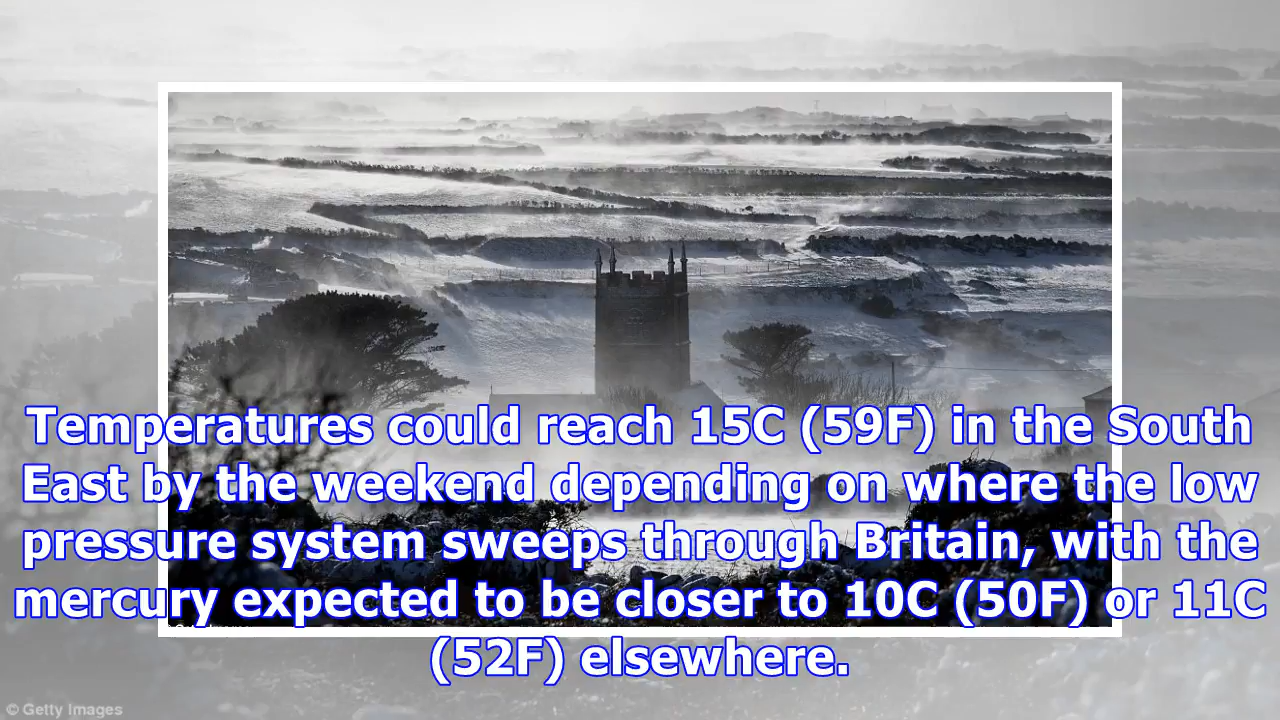 Temperatures could reach 15C (59F) in the South
East by the weekend depending on where the low
pressure system sweeps through Britain, with the
mercury expected to be closer to 10C (50F) or 11C
(52F) elsewhere.
© Getty Images